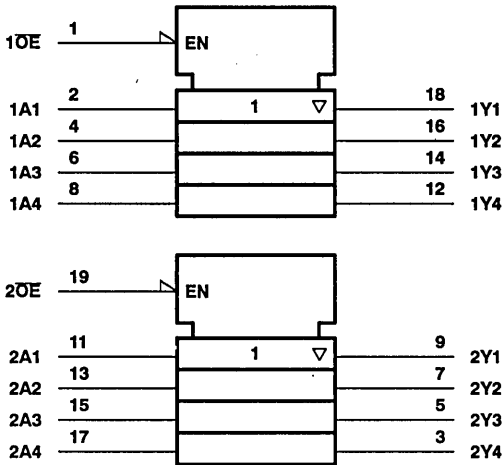 1O̅E̅ 1 EN
1A1 2 1 ▽ 18 1Y1
1A2 4 16 1Y2
1A3 6 14 1Y3
1A4 8 12 1Y4
2O̅E̅ 19 EN
2A1 11 1 ▽ 9 2Y1
2A2 13 7 2Y2
2A3 15 5 2Y3
2A4 17 3 2Y4